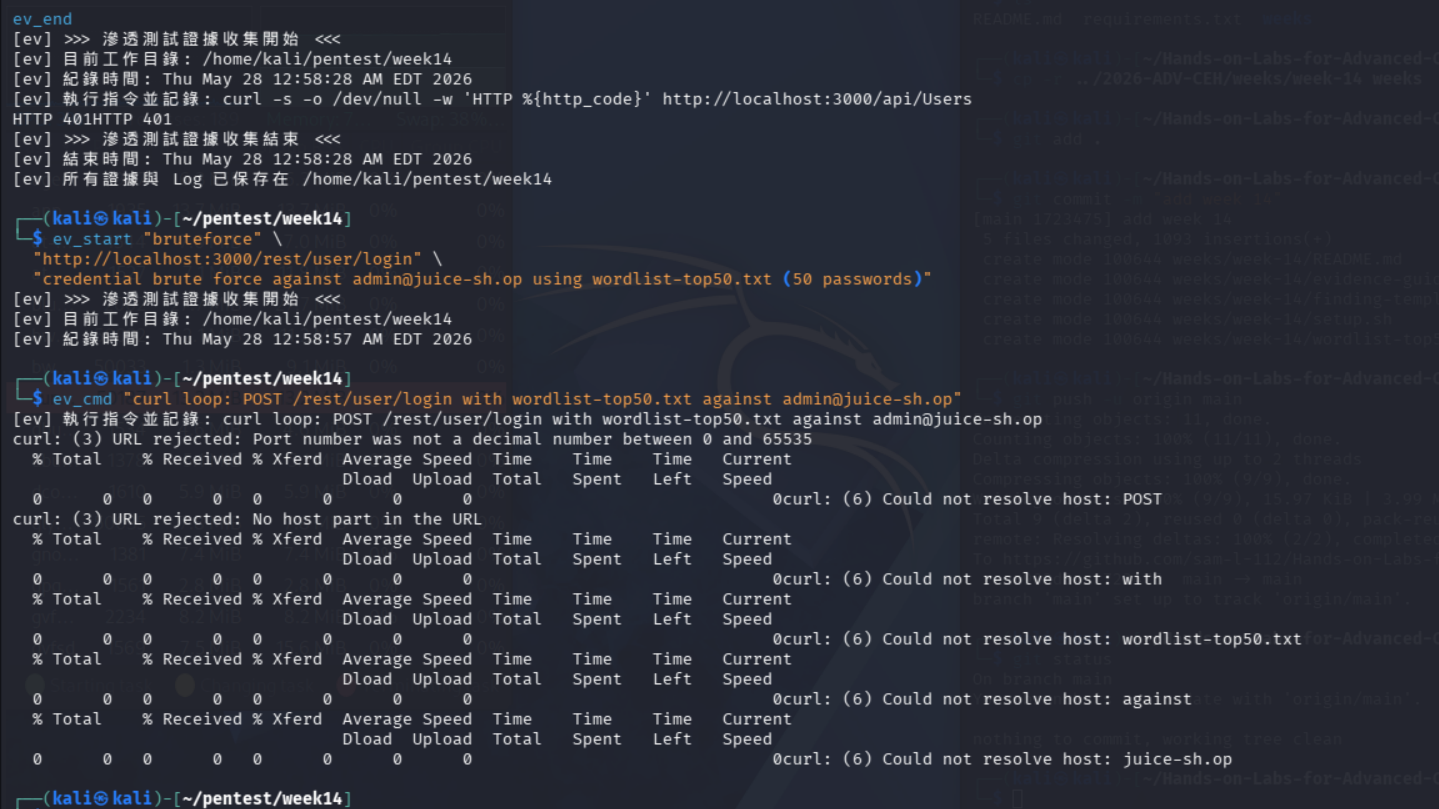 ev_end
[ev] >>> 滲透測試證據收集開始 <<<
[ev] 目前工作目錄: /home/kali/pentest/week14
[ev] 紀錄時間: Thu May 28 12:58:28 AM EDT 2026
[ev] 執行指令並記錄: curl -s -o /dev/null -w 'HTTP %{http_code}' http://localhost:3000/api/Users
HTTP 401HTTP 401
[ev] >>> 滲透測試證據收集結束 <<<
[ev] 結束時間: Thu May 28 12:58:28 AM EDT 2026
[ev] 所有證據與 Log 已保存在 /home/kali/pentest/week14
┌──(kali㉿kali)-[~/pentest/week14]
└─$ ev_start "bruteforce" \
"http://localhost:3000/rest/user/login" \
"credential brute force against admin@juice-sh.op using wordlist-top50.txt (50 passwords)"
[ev] >>> 滲透測試證據收集開始 <<<
[ev] 目前工作目錄: /home/kali/pentest/week14
[ev] 紀錄時間: Thu May 28 12:58:57 AM EDT 2026
┌──(kali㉿kali)-[~/pentest/week14]
└─$ ev_cmd "curl loop: POST /rest/user/login with wordlist-top50.txt against admin@juice-sh.op"
[ev] 執行指令並記錄: curl loop: POST /rest/user/login with wordlist-top50.txt against admin@juice-sh.op
curl: (3) URL rejected: Port number was not a decimal number between 0 and 65535
% Total % Received % Xferd Average Speed Time Time Time Current
Dload Upload Total Spent Left Speed
0 0 0 0 0 0 0 0curl: (6) Could not resolve host: POST
curl: (3) URL rejected: No host part in the URL
% Total % Received % Xferd Average Speed Time Time Time Current
Dload Upload Total Spent Left Speed
0 0 0 0 0 0 0 0curl: (6) Could not resolve host: with
% Total % Received % Xferd Average Speed Time Time Time Current
Dload Upload Total Spent Left Speed
0 0 0 0 0 0 0 0curl: (6) Could not resolve host: wordlist-top50.txt
% Total % Received % Xferd Average Speed Time Time Time Current
Dload Upload Total Spent Left Speed
0 0 0 0 0 0 0 0curl: (6) Could not resolve host: against
% Total % Received % Xferd Average Speed Time Time Time Current
Dload Upload Total Spent Left Speed
0 0 0 0 0 0 0 0curl: (6) Could not resolve host: juice-sh.op
┌──(kali㉿kali)-[~/pentest/week14]